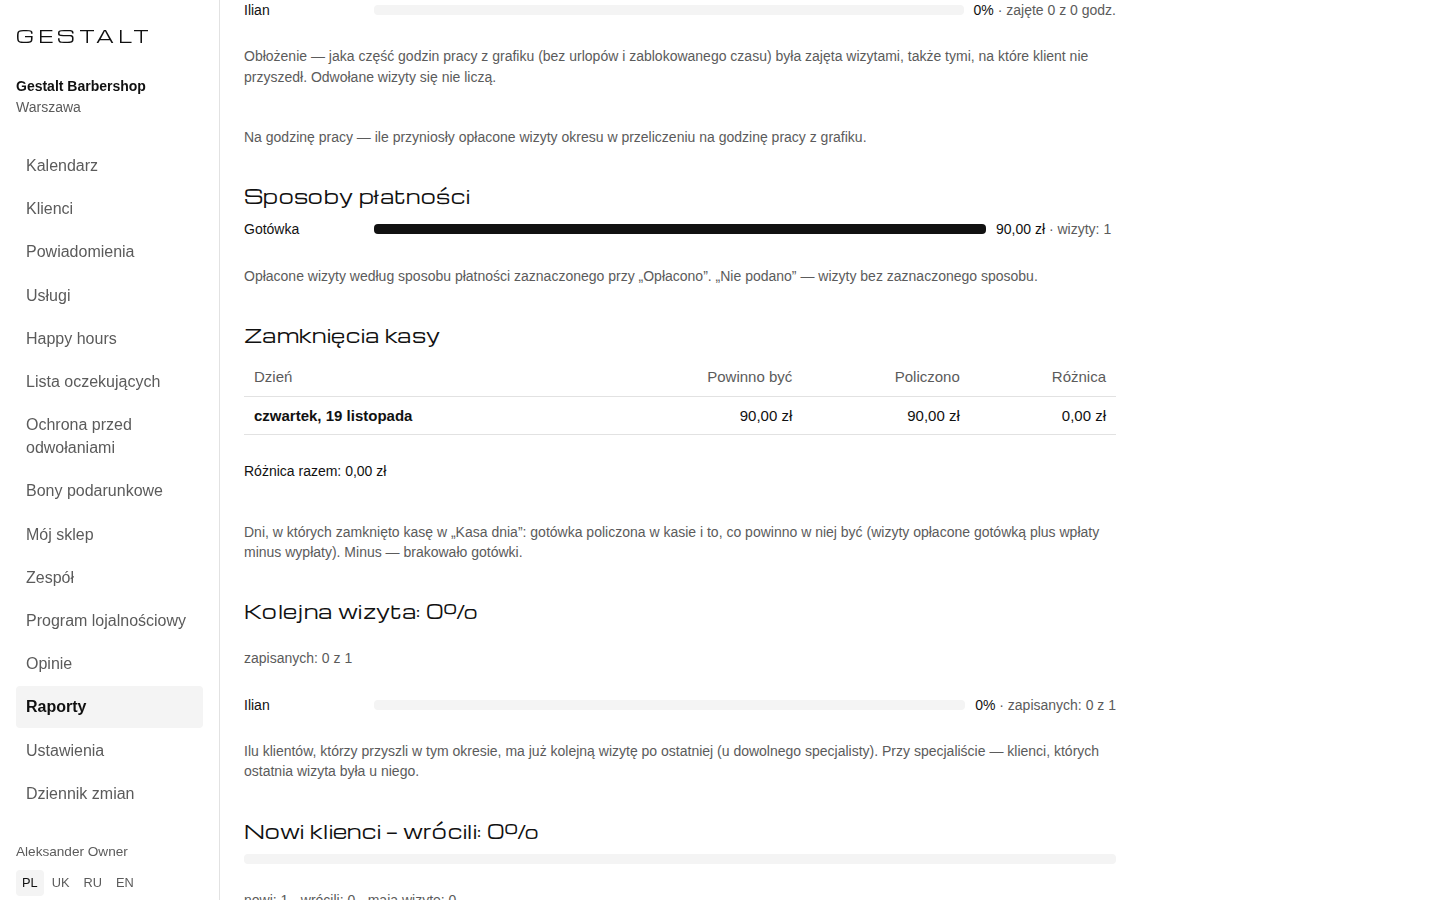 GESTALT
Gestalt Barbershop
Warszawa
Kalendarz
Klienci
Powiadomienia
Usługi
Happy hours
Lista oczekujących
Ochrona przed
odwołaniami
Bony podarunkowe
Mój sklep
Zespół
Program lojalnościowy
Opinie
Raporty
Ustawienia
Dziennik zmian
Aleksander Owner
PL UK RU EN
Ilian 0% · zajęte 0 z 0 godz.
Obłożenie — jaka część godzin pracy z grafiku (bez urlopów i zablokowanego czasu) była zajęta wizytami, także tymi, na które klient nie
przyszedł. Odwołane wizyty się nie liczą.
Na godzinę pracy — ile przyniosły opłacone wizyty okresu w przeliczeniu na godzinę pracy z grafiku.
Sposoby płatności
Gotówka 90,00 zł · wizyty: 1
Opłacone wizyty według sposobu płatności zaznaczonego przy „Opłacono”. „Nie podano” — wizyty bez zaznaczonego sposobu.
Zamknięcia kasy
Dzień Powinno być Policzono Różnica
czwartek, 19 listopada 90,00 zł 90,00 zł 0,00 zł
Różnica razem: 0,00 zł
Dni, w których zamknięto kasę w „Kasa dnia”: gotówka policzona w kasie i to, co powinno w niej być (wizyty opłacone gotówką plus wpłaty
minus wypłaty). Minus — brakowało gotówki.
Kolejna wizyta: 0%
zapisanych: 0 z 1
Ilian 0% · zapisanych: 0 z 1
Ilu klientów, którzy przyszli w tym okresie, ma już kolejną wizytę po ostatniej (u dowolnego specjalisty). Przy specjaliście — klienci, których
ostatnia wizyta była u niego.
Nowi klienci – wrócili: 0%
nowi: 1 · wrócili: 0 · mają wizytę: 0